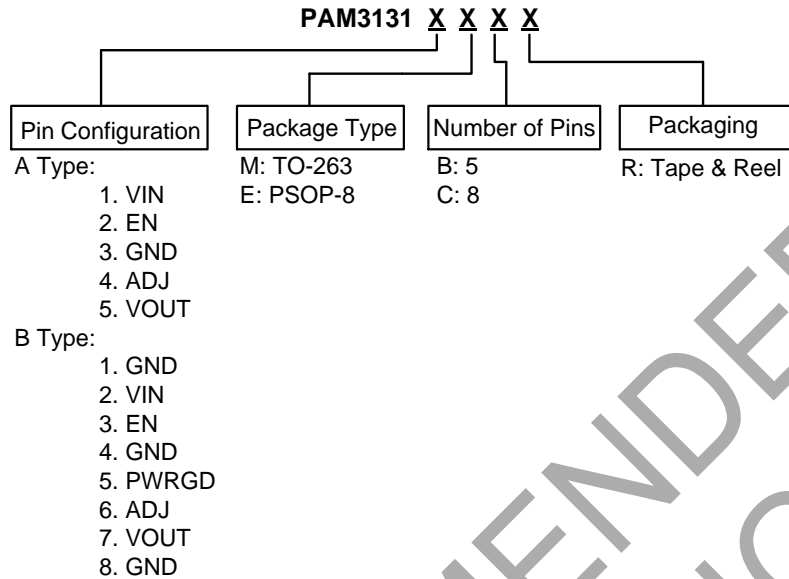 PAM3131 X X X X
Pin Configuration
Package Type
Number of Pins
Packaging
A Type:
1. VIN
2. EN
3. GND
4. ADJ
5. VOUT
B Type:
1. GND
2. VIN
3. EN
4. GND
5. PWRGD
6. ADJ
7. VOUT
8. GND
M: TO-263
E: PSOP-8
B: 5
C: 8
R: Tape & Reel